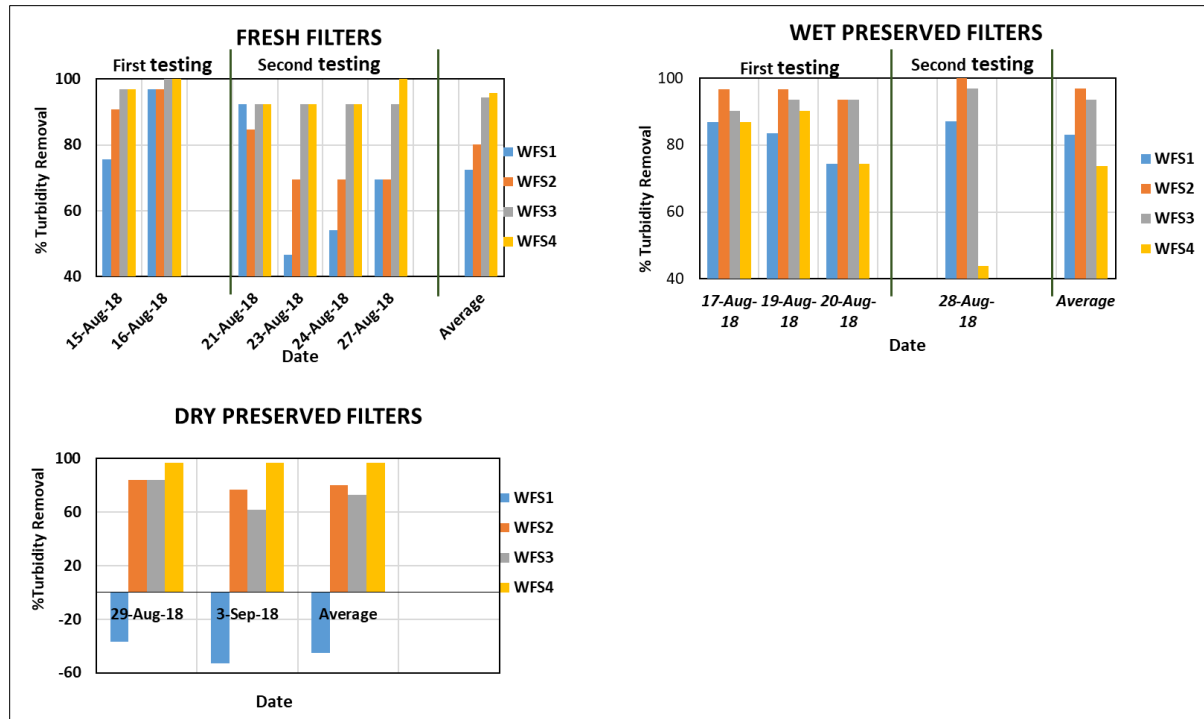 FRESH FILTERS
First testing
Second testing
% Turbidity Removal
100
80
60
40
15-Aug-18
16-Aug-18
21-Aug-18
23-Aug-18
24-Aug-18
27-Aug-18
Average
Date
WFS1
WFS2
WFS3
WFS4
WET PRESERVED FILTERS
First testing
Second testing
% Turbidity Removal
100
80
60
40
17-Aug-
18
19-Aug-
18
20-Aug-
18
28-Aug-
18
Average
Date
WFS1
WFS2
WFS3
WFS4
DRY PRESERVED FILTERS
%Turbidity Removal
100
60
20
-20
-60
29-Aug-18
3-Sep-18
Average
Date
WFS1
WFS2
WFS3
WFS4